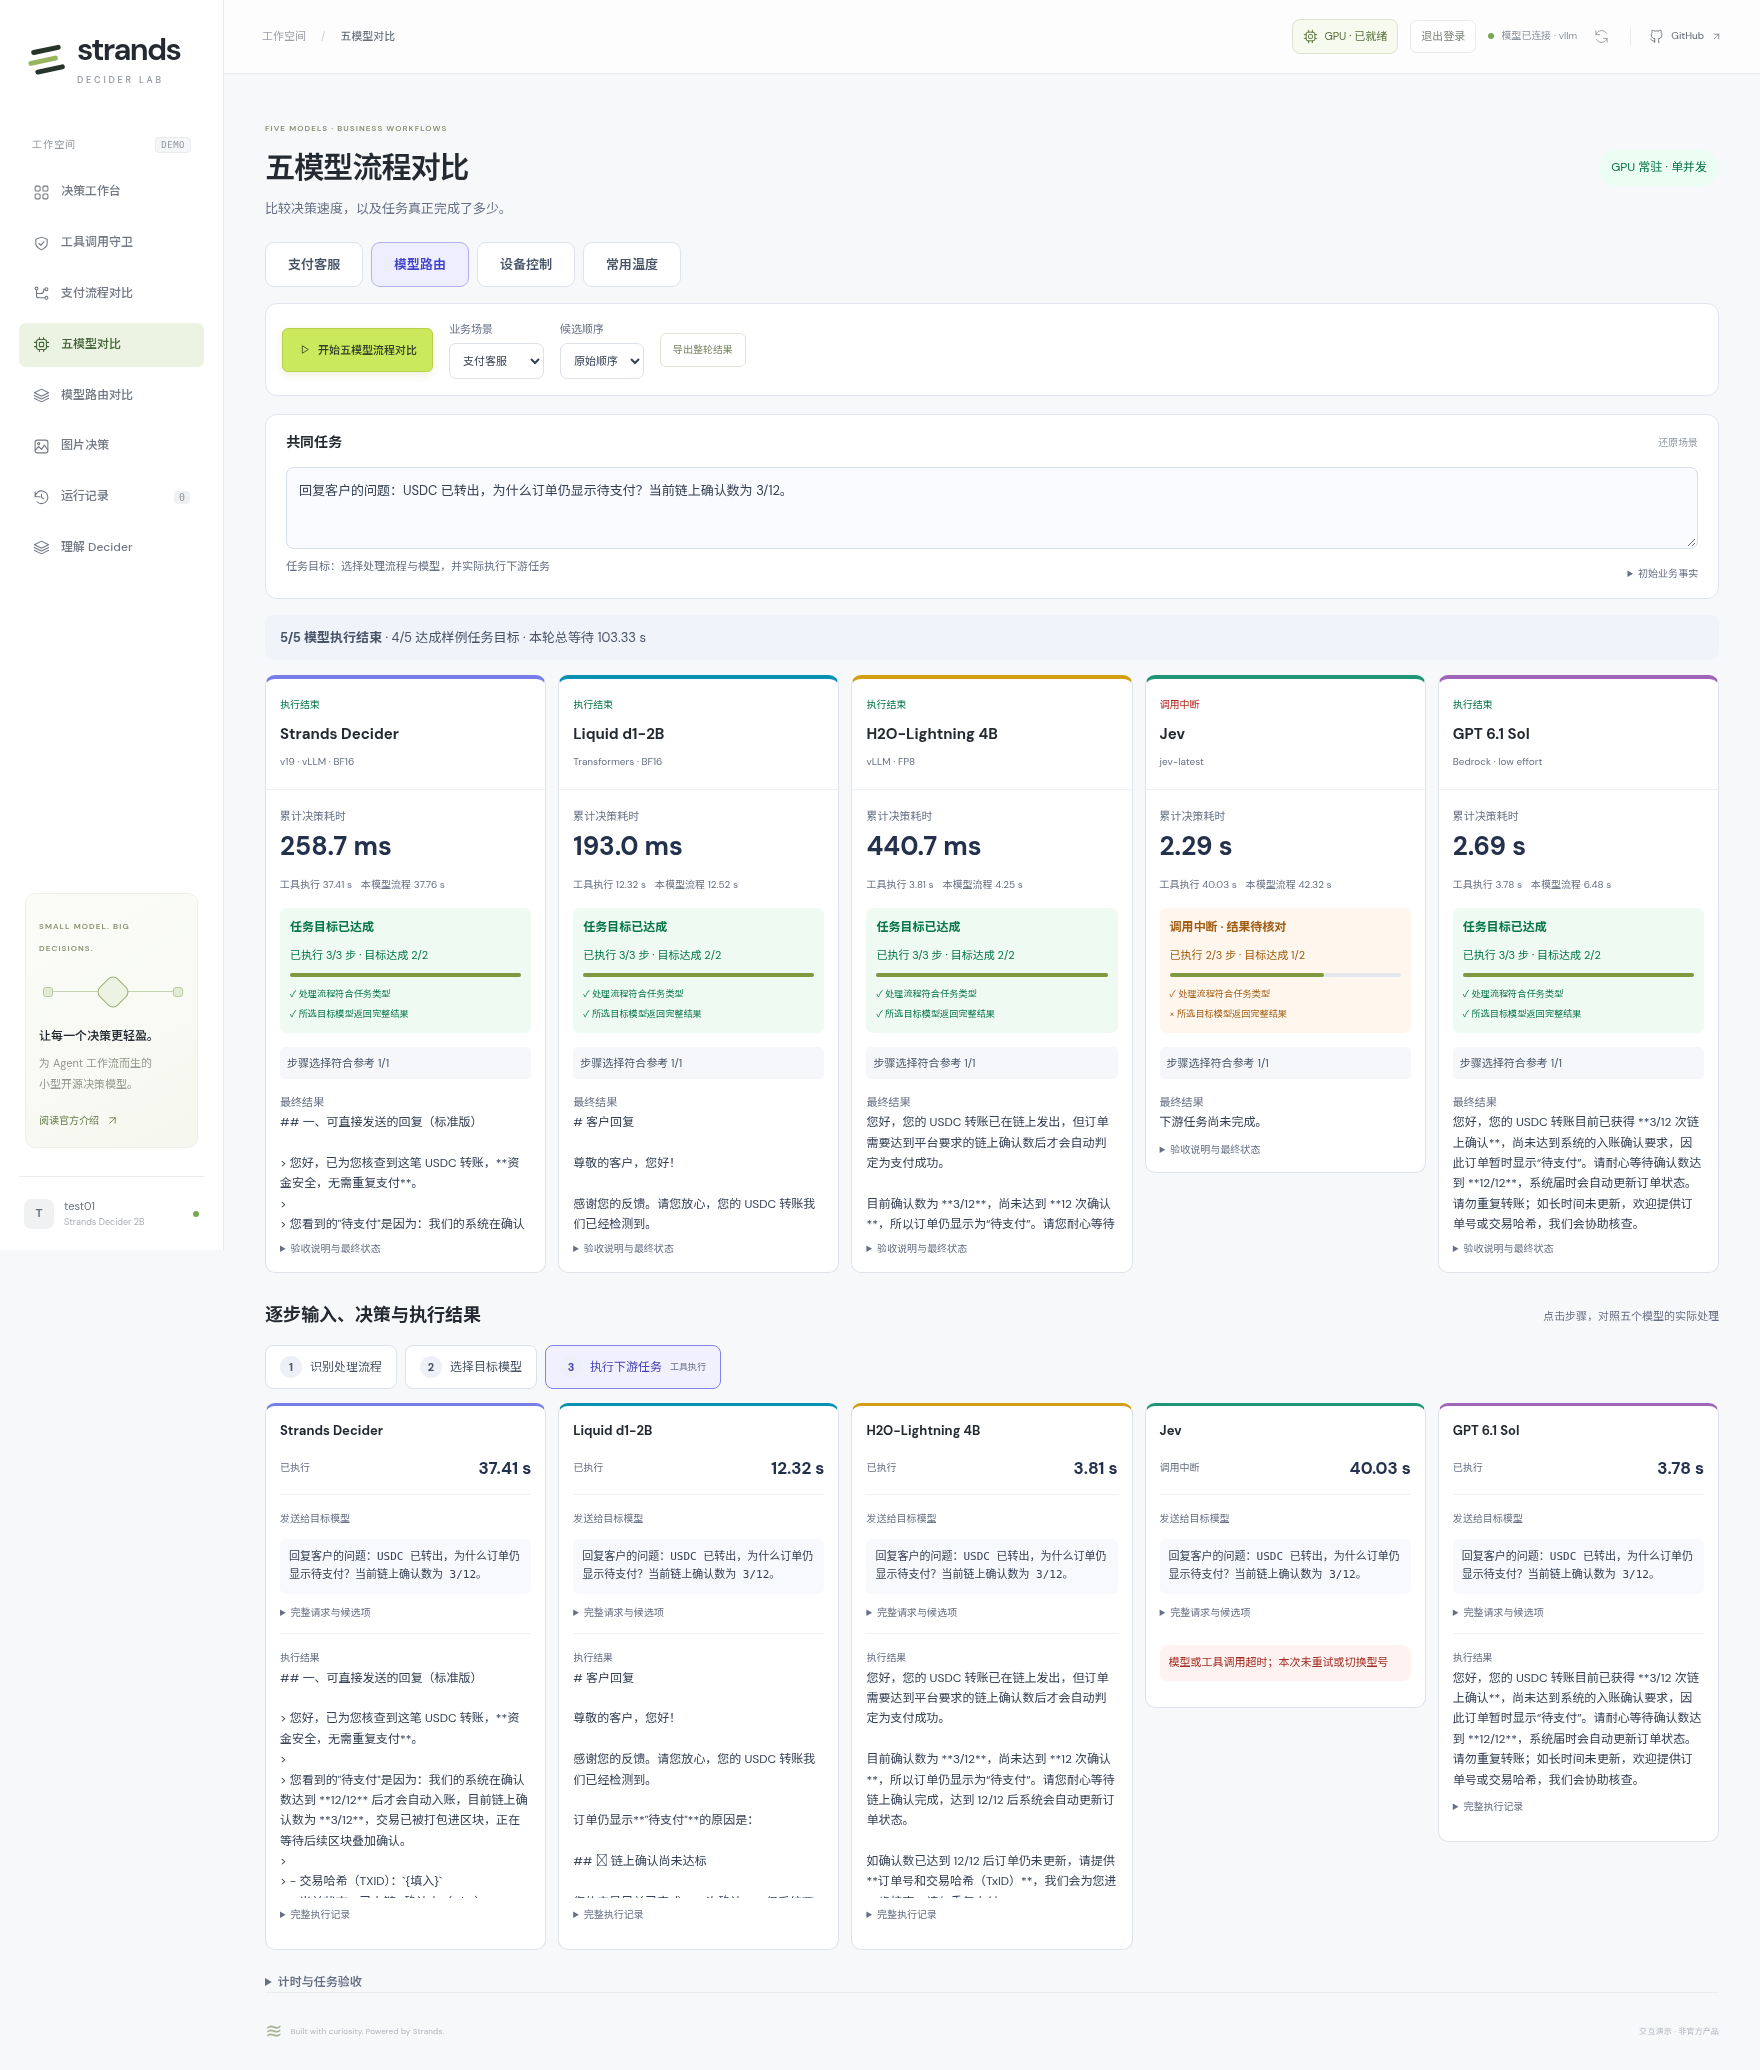 strands
DECIDER LAB
工作空间
DEMO
决策工作台
工具调用守卫
支付流程对比
五模型对比
模型路由对比
图片决策
运行记录
0
理解 Decider
SMALL MODEL. BIG
DECISIONS.
让每一个决策更轻盈。
为 Agent 工作流而生的
小型开源决策模型。
阅读官方介绍 ↗
T
test01
Strands Decider 2B
工作空间 / 五模型对比
GPU · 已就绪
退出登录
模型已连接 · vllm
GitHub ↗
FIVE MODELS · BUSINESS WORKFLOWS
五模型流程对比
比较决策速度，以及任务真正完成了多少。
GPU 常驻 · 单并发
支付客服
模型路由
设备控制
常用温度
开始五模型流程对比
业务场景
支付客服
候选顺序
原始顺序
导出整轮结果
共同任务
还原场景
回复客户的问题：USDC 已转出，为什么订单仍显示待支付？当前链上确认数为 3/12。
任务目标：选择处理流程与模型，并实际执行下游任务
▶ 初始业务事实
5/5 模型执行结束 · 4/5 达成样例任务目标 · 本轮总等待 103.33 s
执行结束
Strands Decider
v19 · vLLM · BF16
累计决策耗时
258.7 ms
工具执行 37.41 s 本模型流程 37.76 s
任务目标已达成
已执行 3/3 步 · 目标达成 2/2
✓ 处理流程符合任务类型
✓ 所选目标模型返回完整结果
步骤选择符合参考 1/1
最终结果
## 一、可直接发送的回复（标准版）
> 您好，已为您核查到这笔 USDC 转账，**资
金安全，无需重复支付**。
>
> 您看到的"待支付"是因为：我们的系统在确认
▶ 验收说明与最终状态
执行结束
Liquid d1-2B
Transformers · BF16
累计决策耗时
193.0 ms
工具执行 12.32 s 本模型流程 12.52 s
任务目标已达成
已执行 3/3 步 · 目标达成 2/2
✓ 处理流程符合任务类型
✓ 所选目标模型返回完整结果
步骤选择符合参考 1/1
最终结果
# 客户回复
尊敬的客户，您好！
感谢您的反馈。请您放心，您的 USDC 转账我
们已经检测到。
▶ 验收说明与最终状态
执行结束
H2O-Lightning 4B
vLLM · FP8
累计决策耗时
440.7 ms
工具执行 3.81 s 本模型流程 4.25 s
任务目标已达成
已执行 3/3 步 · 目标达成 2/2
✓ 处理流程符合任务类型
✓ 所选目标模型返回完整结果
步骤选择符合参考 1/1
最终结果
您好，您的 USDC 转账已在链上发出，但订单
需要达到平台要求的链上确认数后才会自动判
定为支付成功。
目前确认数为 **3/12**，尚未达到 **12 次确认
**，所以订单仍显示为"待支付"。请您耐心等待
▶ 验收说明与最终状态
调用中断
Jev
jev-latest
累计决策耗时
2.29 s
工具执行 40.03 s 本模型流程 42.32 s
调用中断 · 结果待核对
已执行 2/3 步 · 目标达成 1/2
✓ 处理流程符合任务类型
× 所选目标模型返回完整结果
步骤选择符合参考 1/1
最终结果
下游任务尚未完成。
▶ 验收说明与最终状态
执行结束
GPT 6.1 Sol
Bedrock · low effort
累计决策耗时
2.69 s
工具执行 3.78 s 本模型流程 6.48 s
任务目标已达成
已执行 3/3 步 · 目标达成 2/2
✓ 处理流程符合任务类型
✓ 所选目标模型返回完整结果
步骤选择符合参考 1/1
最终结果
您好，您的 USDC 转账目前已获得 **3/12 次链
上确认**，尚未达到系统的入账确认要求，因
此订单暂时显示"待支付"。请耐心等待确认数达
到 **12/12**，系统届时会自动更新订单状态。
请勿重复转账；如长时间未更新，欢迎提供订
单号或交易哈希，我们会协助核查。
▶ 验收说明与最终状态
逐步输入、决策与执行结果
点击步骤，对照五个模型的实际处理
1 识别处理流程
2 选择目标模型
3 执行下游任务 工具执行
Strands Decider
已执行 37.41 s
发送给目标模型
回复客户的问题：USDC 已转出，为什么订单仍
显示待支付？当前链上确认数为 3/12。
▶ 完整请求与候选项
执行结果
## 一、可直接发送的回复（标准版）
> 您好，已为您核查到这笔 USDC 转账，**资
金安全，无需重复支付**。
>
> 您看到的"待支付"是因为：我们的系统在确认
数达到 **12/12** 后才会自动入账，目前链上确
认数为 **3/12**，交易已被打包进区块，正在
等待后续区块叠加确认。
>
> - 交易哈希（TXID）：`{填入}`
▶ 完整执行记录
Liquid d1-2B
已执行 12.32 s
发送给目标模型
回复客户的问题：USDC 已转出，为什么订单仍
显示待支付？当前链上确认数为 3/12。
▶ 完整请求与候选项
执行结果
# 客户回复
尊敬的客户，您好！
感谢您的反馈。请您放心，您的 USDC 转账我
们已经检测到。
订单仍显示**"待支付"**的原因是：
## 链上确认尚未达标
▶ 完整执行记录
H2O-Lightning 4B
已执行 3.81 s
发送给目标模型
回复客户的问题：USDC 已转出，为什么订单仍
显示待支付？当前链上确认数为 3/12。
▶ 完整请求与候选项
执行结果
您好，您的 USDC 转账已在链上发出，但订单
需要达到平台要求的链上确认数后才会自动判
定为支付成功。
目前确认数为 **3/12**，尚未达到 **12 次确认
**，所以订单仍显示为"待支付"。请您耐心等待
链上确认完成，达到 12/12 后系统会自动更新订
单状态。
如确认数已达到 12/12 后订单仍未更新，请提供
**订单号和交易哈希（TxID）**，我们会为您进
▶ 完整执行记录
Jev
调用中断 40.03 s
发送给目标模型
回复客户的问题：USDC 已转出，为什么订单仍
显示待支付？当前链上确认数为 3/12。
▶ 完整请求与候选项
模型或工具调用超时；本次未重试或切换型号
GPT 6.1 Sol
已执行 3.78 s
发送给目标模型
回复客户的问题：USDC 已转出，为什么订单仍
显示待支付？当前链上确认数为 3/12。
▶ 完整请求与候选项
执行结果
您好，您的 USDC 转账目前已获得 **3/12 次链
上确认**，尚未达到系统的入账确认要求，因
此订单暂时显示"待支付"。请耐心等待确认数达
到 **12/12**，系统届时会自动更新订单状态。
请勿重复转账；如长时间未更新，欢迎提供订
单号或交易哈希，我们会协助核查。
▶ 完整执行记录
▶ 计时与任务验收
Built with curiosity. Powered by Strands.
交互演示 · 非官方产品